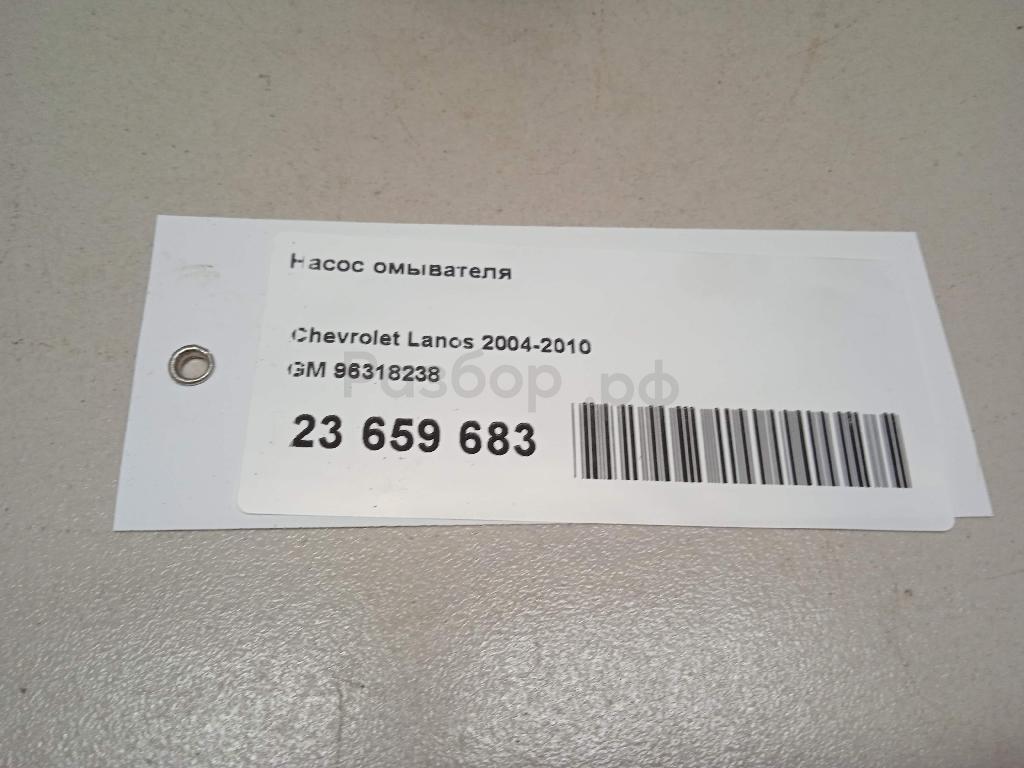 Насос омывателя
Chevrolet Lanos 2004-2010
GM 96318238
Разбор.рф
23 659 683